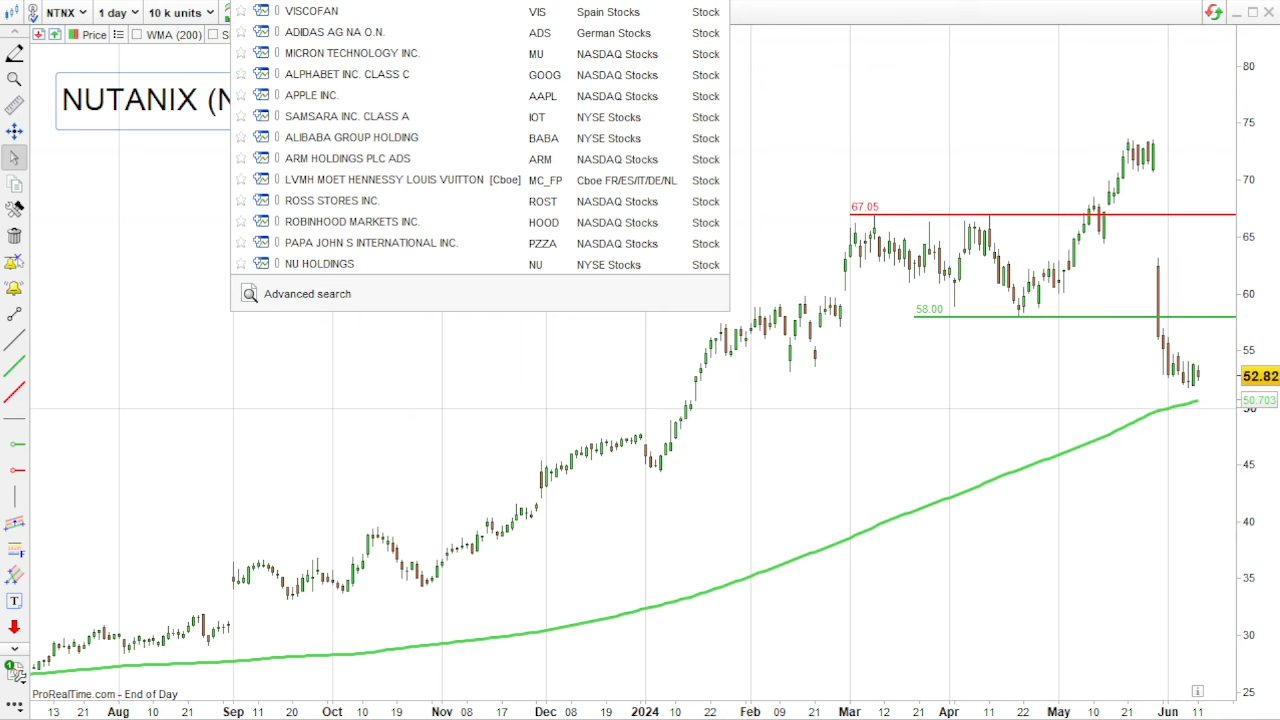 NTNX 1 day 10 k units
Price WMA (200)
NUTANIX (N
VISCOFAN VIS Spain Stocks Stock
ADIDAS AG NA O.N. ADS German Stocks Stock
MICRON TECHNOLOGY INC. MU NASDAQ Stocks Stock
ALPHABET INC. CLASS C GOOG NASDAQ Stocks Stock
APPLE INC. AAPL NASDAQ Stocks Stock
SAMSARA INC. CLASS A IOT NYSE Stocks Stock
ALIBABA GROUP HOLDING BABA NYSE Stocks Stock
ARM HOLDINGS PLC ADS ARM NASDAQ Stocks Stock
LVMH MOET HENNESSY LOUIS VUITTON [Cboe] MC_FP Cboe FR/ES/IT/DE/NL Stock
ROSS STORES INC. ROST NASDAQ Stocks Stock
ROBINHOOD MARKETS INC. HOOD NASDAQ Stocks Stock
PAPA JOHN S INTERNATIONAL INC. PZZA NASDAQ Stocks Stock
NU HOLDINGS NU NYSE Stocks Stock
Advanced search
80
75
70
67.05
65
60
58.00
55
52.82
50.703
50
45
40
35
30
25
ProRealTime.com - End of Day
13 21 Aug 10 21 Sep 11 20 Oct 10 19 Nov 08 17 Dec 08 19 2024 10 22 Feb 09 21 Mar 12 21 Apr 11 22 May 10 21 Jun 11